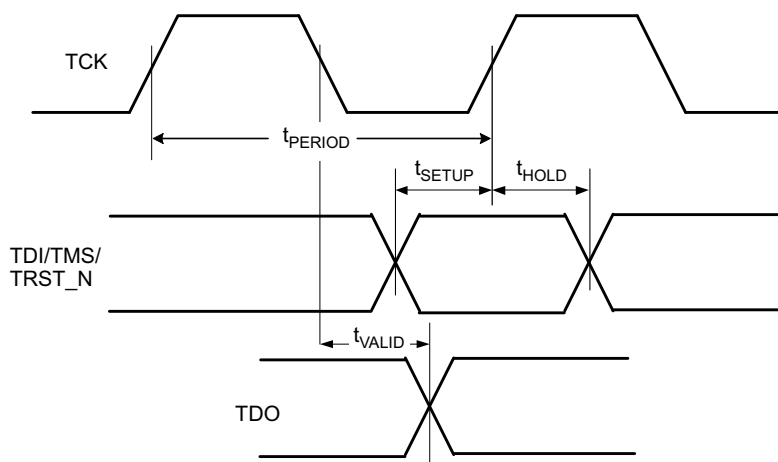 TCK
tPERIOD
tSETUP
tHOLD
TDI/TMS/
TRST_N
tVALID
TDO